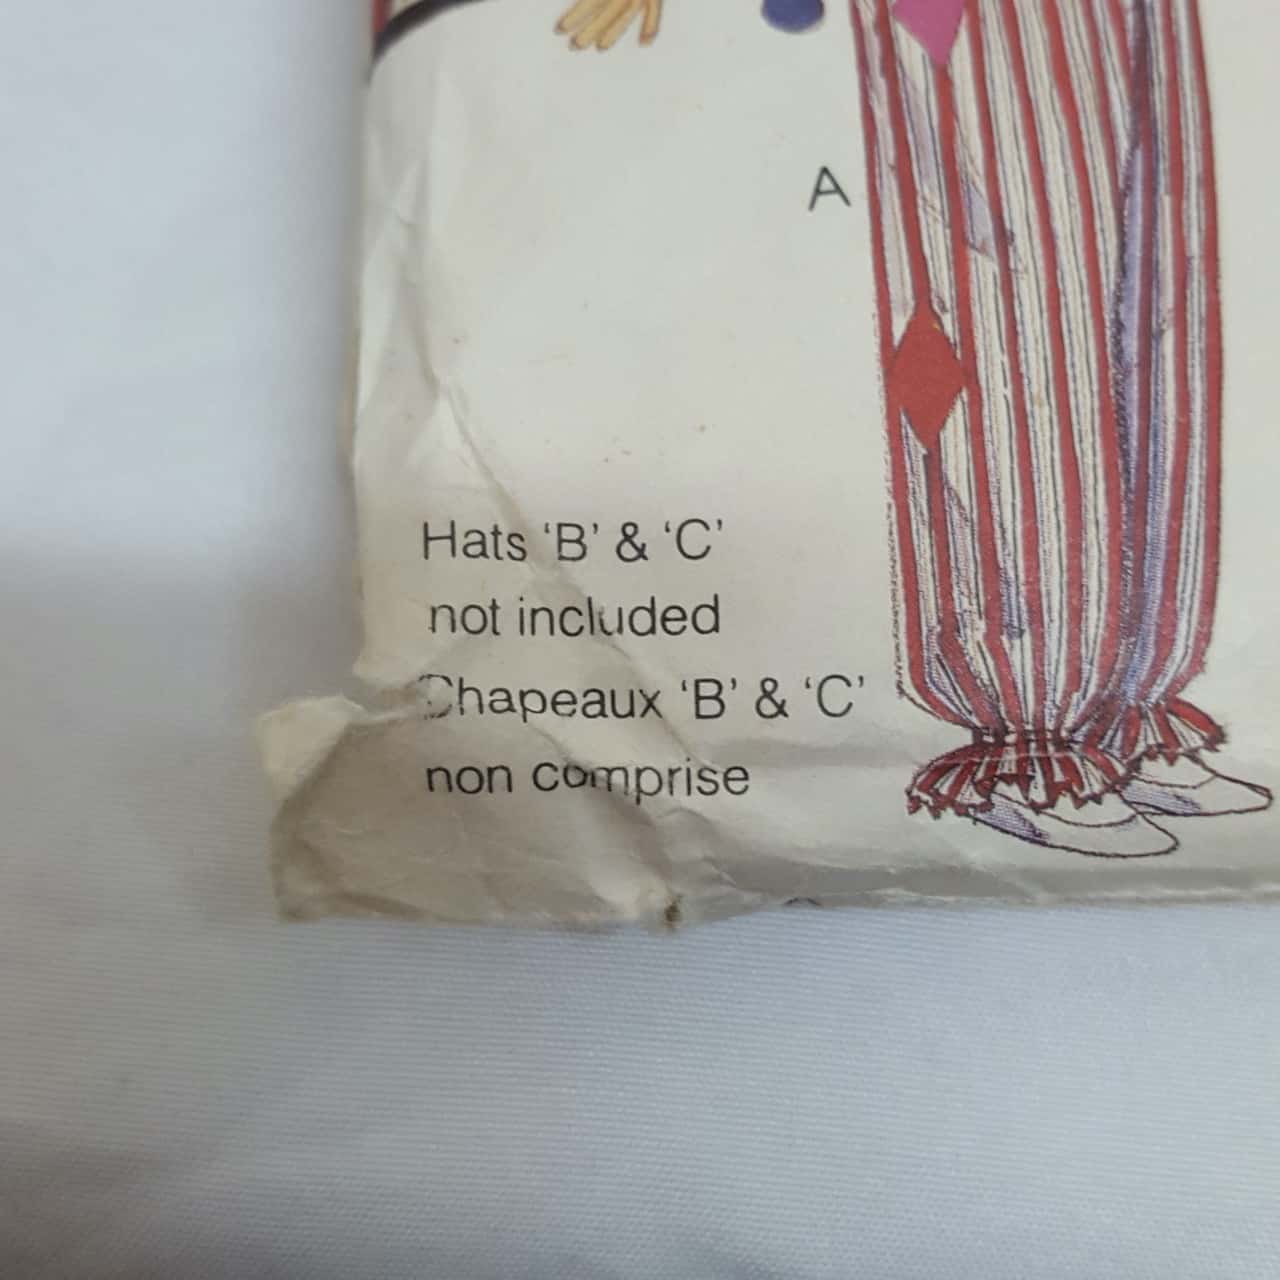 A
Hats ‘B’ & ‘C’
not included
Chapeaux ‘B’ & ‘C’
non comprise